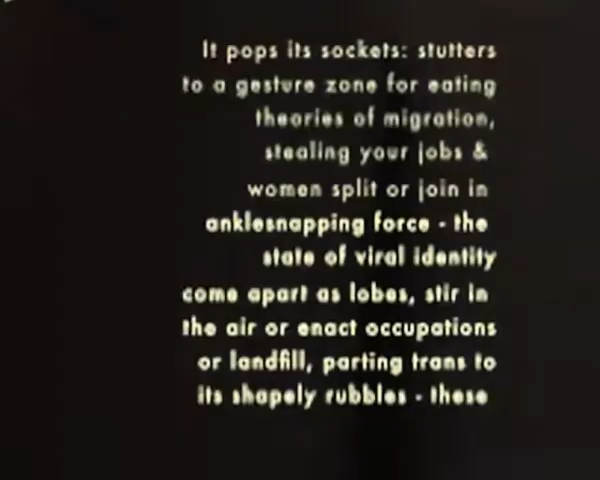 It pops its sockets: stutters
to a gesture zone for eating
theories of migration,
stealing your jobs &
women split or join in
anklesnapping force - the
state of viral identity
come apart as lobes, stir in
the air or enact occupations
or landfill, parting trans to
its shapely rubbles - these